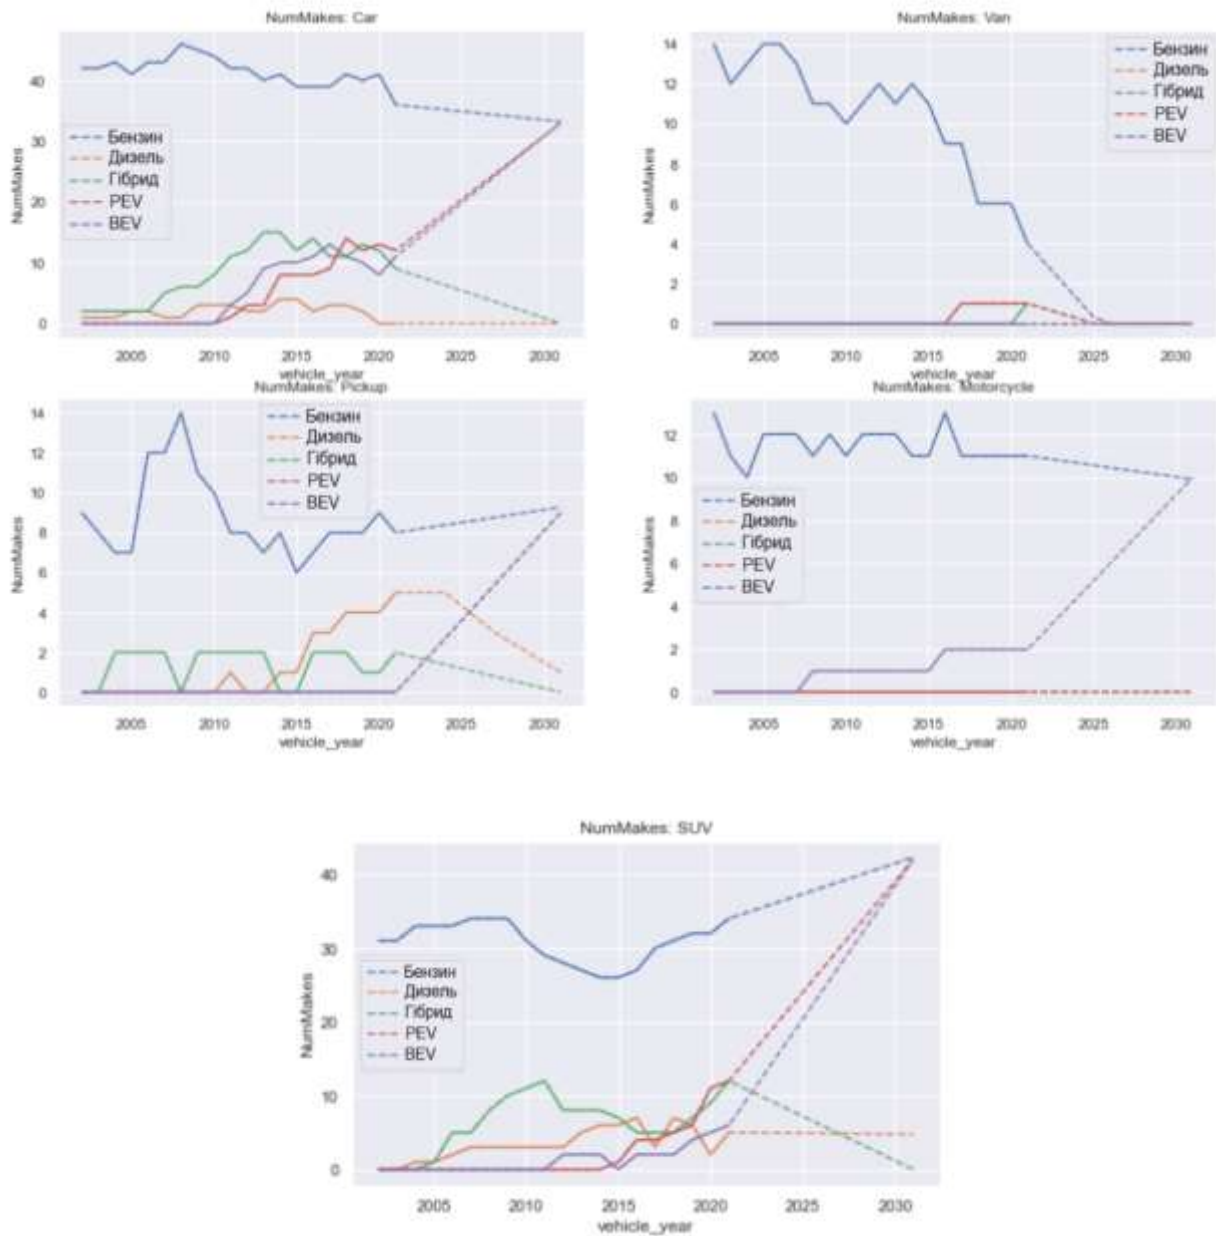 NumMakes: Car
NumMakes
40
30
20
10
0
Бензин
Дизель
Гібрид
PEV
BEV
2005 2010 2015 2020 2025 2030
vehicle_year
NumMakes: Van
NumMakes
14
12
10
8
6
4
2
0
Бензин
Дизель
Гібрид
PEV
BEV
2005 2010 2015 2020 2025 2030
vehicle_year
NumMakes: Pickup
NumMakes
14
12
10
8
6
4
2
0
Бензин
Дизель
Гібрид
PEV
BEV
2005 2010 2015 2020 2025 2030
vehicle_year
NumMakes: Motorcycle
NumMakes
12
10
8
6
4
2
0
Бензин
Дизель
Гібрид
PEV
BEV
2005 2010 2015 2020 2025 2030
vehicle_year
NumMakes: SUV
NumMakes
40
30
20
10
0
Бензин
Дизель
Гібрид
PEV
BEV
2005 2010 2015 2020 2025 2030
vehicle_year